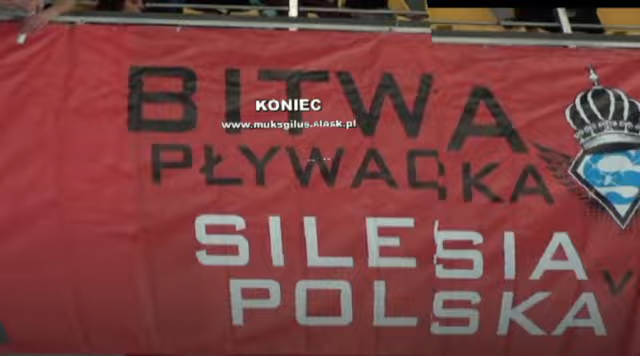 BITWA
KONIEC
www.muksgilus.slask.pl
PŁYWACKA
SILESIA
V
POLSKA